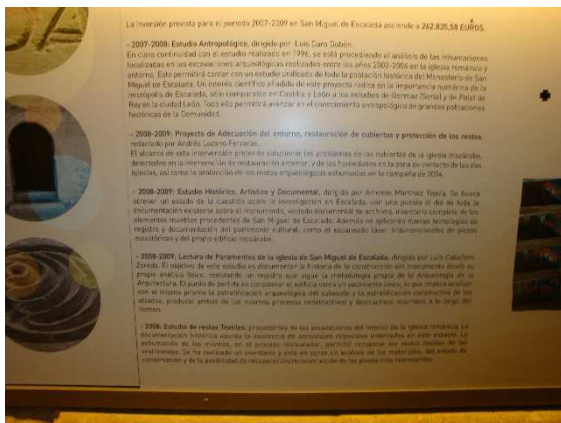 La inversión prevista para el periodo 2007-2009 en San Miguel de Escalada asciende a 262.835,58 EUROS.
- 2007-2008: Estudio Antropológico, dirigido por Luis Caro Dobón.
En clara continuidad con el estudio realizado en 1996, se está procediendo al análisis de las inhumaciones
localizadas en las excavaciones arqueológicas realizadas entre los años 2002-2004 en la iglesia románica y
entorno. Esto permitirá contar con un estudio unificado de toda la población histórica del Monasterio de San
Miguel de Escalada. Un interés científico añadido de este proyecto radica en la importancia numérica de la
necrópolis de Escalada, sólo comparable en Castilla y León a los estudios de Gormaz (Soria) y de Palat de
Rey en la ciudad León. Todo ello permitirá avanzar en el conocimiento antropológico de grandes poblaciones
históricas de la Comunidad.
- 2008-2009: Proyecto de Adecuación del entorno, restauración de cubiertas y protección de los restos,
redactado por Andrés Lozano Ferreras.
El alcance de esta intervención pretende solucionar los problemas de las cubiertas de la iglesia mozárabe,
detectados en la intervención de restauración anterior, y de las humedades en la zona de contacto de las dos
iglesias, así como la protección de los restos arqueológicos exhumados en la campaña de 2004.
- 2008-2009: Estudio Histórico, Artístico y Documental, dirigido por Artemio Martínez Tejera. Se busca
obtener un estado de la cuestión sobre la investigación en Escalada, con una puesta al día de toda la
documentación existente sobre el monumento, vaciado documental de archivos, inventario completo de los
elementos muebles procedentes de San Miguel de Escalada. Además se aplicarán nuevas tecnologías de
registro y documentación del patrimonio cultural, como el escaneado láser tridimensionales de piezas
escultóricas y del propio edificio mozárabe.
- 2008-2009: Lectura de Paramentos de la iglesia de San Miguel de Escalada, dirigida por Luis Caballero
Zoreda. El objetivo de este estudio es documentar la historia de la construcción del monumento desde su
propio análisis físico, realizando un registro que sigue la metodología propia de la Arqueología de la
Arquitectura. El punto de partida es considerar el edificio como un yacimiento único, lo que implica analizar
con el mismo prisma la estratificación arqueológica del subsuelo y la estratificación constructiva de los
alzados, producto ambas de los mismos procesos constructivos y destructivos ocurridos a lo largo del
tiempo.
- 2008: Estudio de restos Textiles, procedentes de las excavaciones del interior de la iglesia románica. La
documentación histórica apunta la existencia de personajes relevantes enterrados en este espacio. La
exhumación de los mismos, en el proceso restaurador, permitió recuperar los restos textiles de las
vestimentas. Se ha realizado un inventario y está en curso un análisis de los materiales, del estado de
conservación y de la posibilidad de recuperación/reconstrucción de las piezas más interesantes.